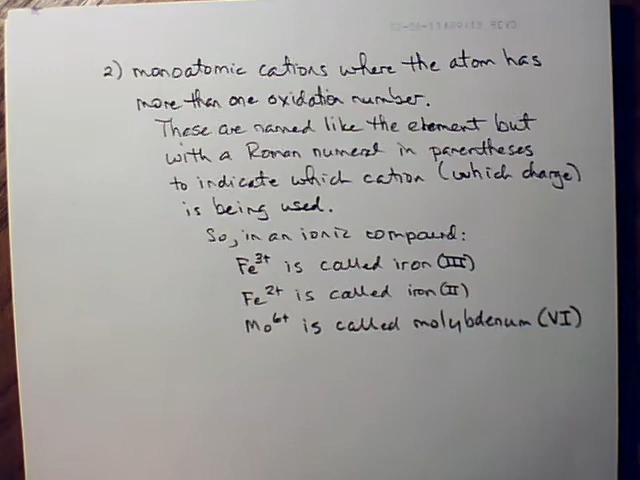 2) monoatomic cations where the atom has
more than one oxidation number.
These are named like the element but
with a Roman numeral in parentheses
to indicate which cation (which charge)
is being used.
So, in an ionic compound:
Fe³⁺ is called iron (III)
Fe²⁺ is called iron (II)
Mo⁶⁺ is called molybdenum (VI)